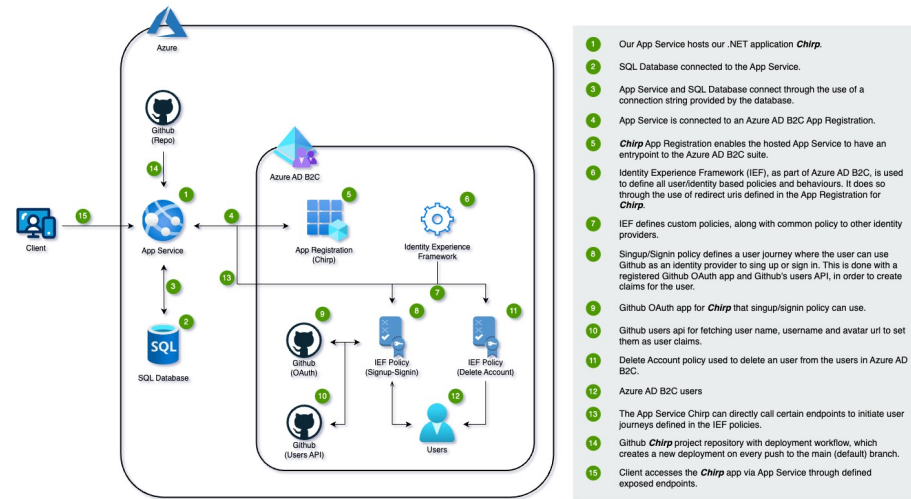 Azure
Github
(Repo)
14
1
Azure AD B2C
5
6
15
4
Client
App Service
App Registration
(Chirp)
Identity Experience
Framework
13
7
3
9
8
11
2
SQL
SQL Database
Github
(OAuth)
IEF Policy
(Signup-Signin)
IEF Policy
(Delete Account)
10
12
Github
(Users API)
Users
1 Our App Service hosts our .NET application Chirp.
2 SQL Database connected to the App Service.
3 App Service and SQL Database connect through the use of a
connection string provided by the database.
4 App Service is connected to an Azure AD B2C App Registration.
5 Chirp App Registration enables the hosted App Service to have an
entrypoint to the Azure AD B2C suite.
6 Identity Experience Framework (IEF), as part of Azure AD B2C, is used
to define all user/identity based policies and behaviours. It does so
through the use of redirect uris defined in the App Registration for
Chirp.
7 IEF defines custom policies, along with common policy to other identity
providers.
8 Singup/Signin policy defines a user journey where the user can use
Github as an identity provider to sing up or sign in. This is done with a
registered Github OAuth app and Github's users API, in order to create
claims for the user.
9 Github OAuth app for Chirp that singup/signin policy can use.
10 Github users api for fetching user name, username and avatar url to set
them as user claims.
11 Delete Account policy used to delete an user from the users in Azure AD
B2C.
12 Azure AD B2C users
13 The App Service Chirp can directly call certain endpoints to initiate user
journeys defined in the IEF policies.
14 Github Chirp project repository with deployment workflow, which
creates a new deployment on every push to the main (default) branch.
15 Client accesses the Chirp app via App Service through defined
exposed endpoints.